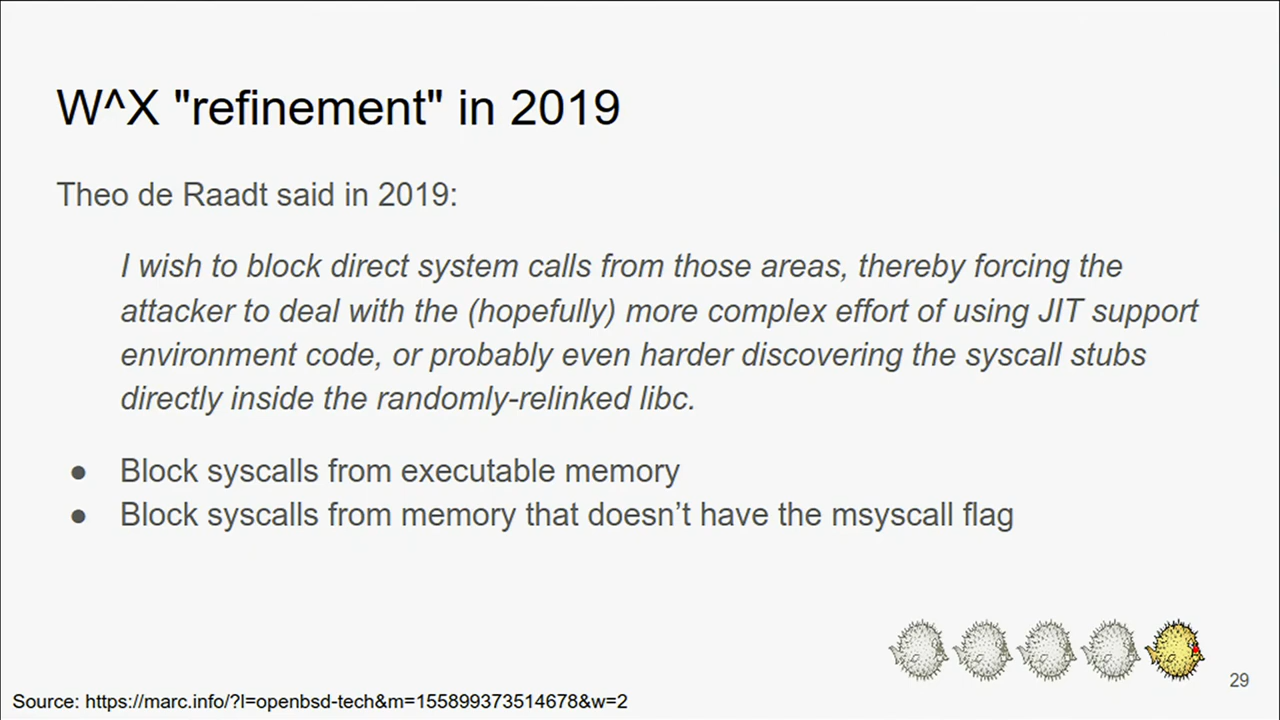 W^X "refinement" in 2019
Theo de Raadt said in 2019:
I wish to block direct system calls from those areas, thereby forcing the
attacker to deal with the (hopefully) more complex effort of using JIT support
environment code, or probably even harder discovering the syscall stubs
directly inside the randomly-relinked libc.
● Block syscalls from executable memory
● Block syscalls from memory that doesn’t have the msyscall flag
29
Source: https://marc.info/?l=openbsd-tech&m=155899373514678&w=2